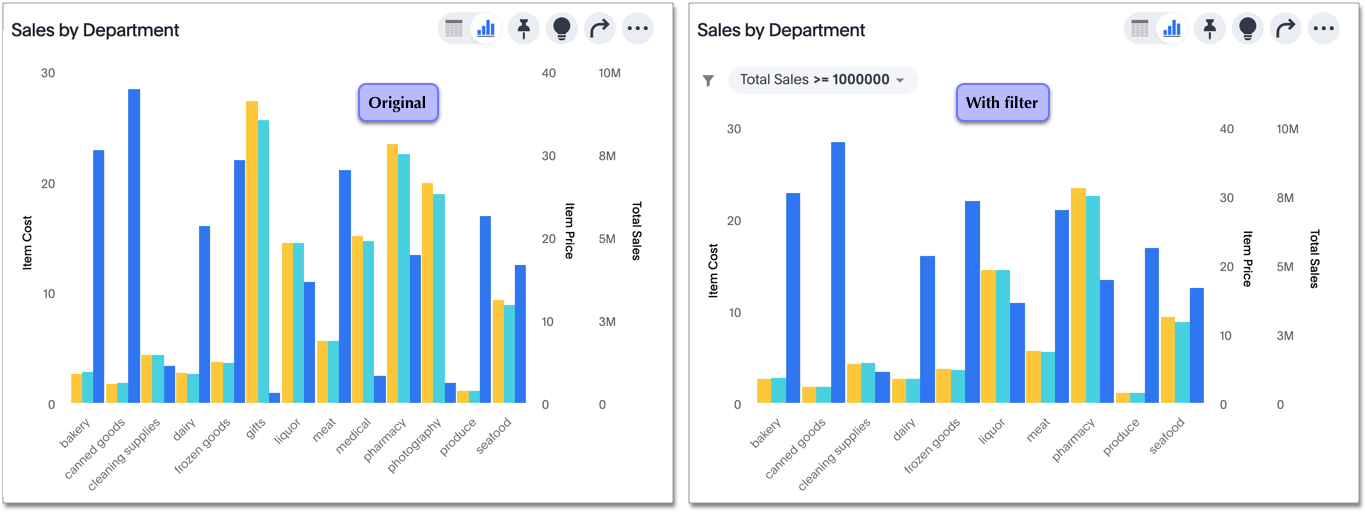 Sales by Department
Original
30
20
10
0
Item Cost
40
30
20
10
0
Item Price
10M
8M
5M
3M
0
Total Sales
bakery
canned goods
cleaning supplies
dairy
frozen goods
gifts
liquor
meat
medical
pharmacy
photography
produce
seafood
Sales by Department
Total Sales >= 1000000
With filter
30
20
10
0
Item Cost
40
30
20
10
0
Item Price
10M
8M
5M
3M
0
Total Sales
bakery
canned goods
cleaning supplies
dairy
frozen goods
liquor
meat
pharmacy
produce
seafood